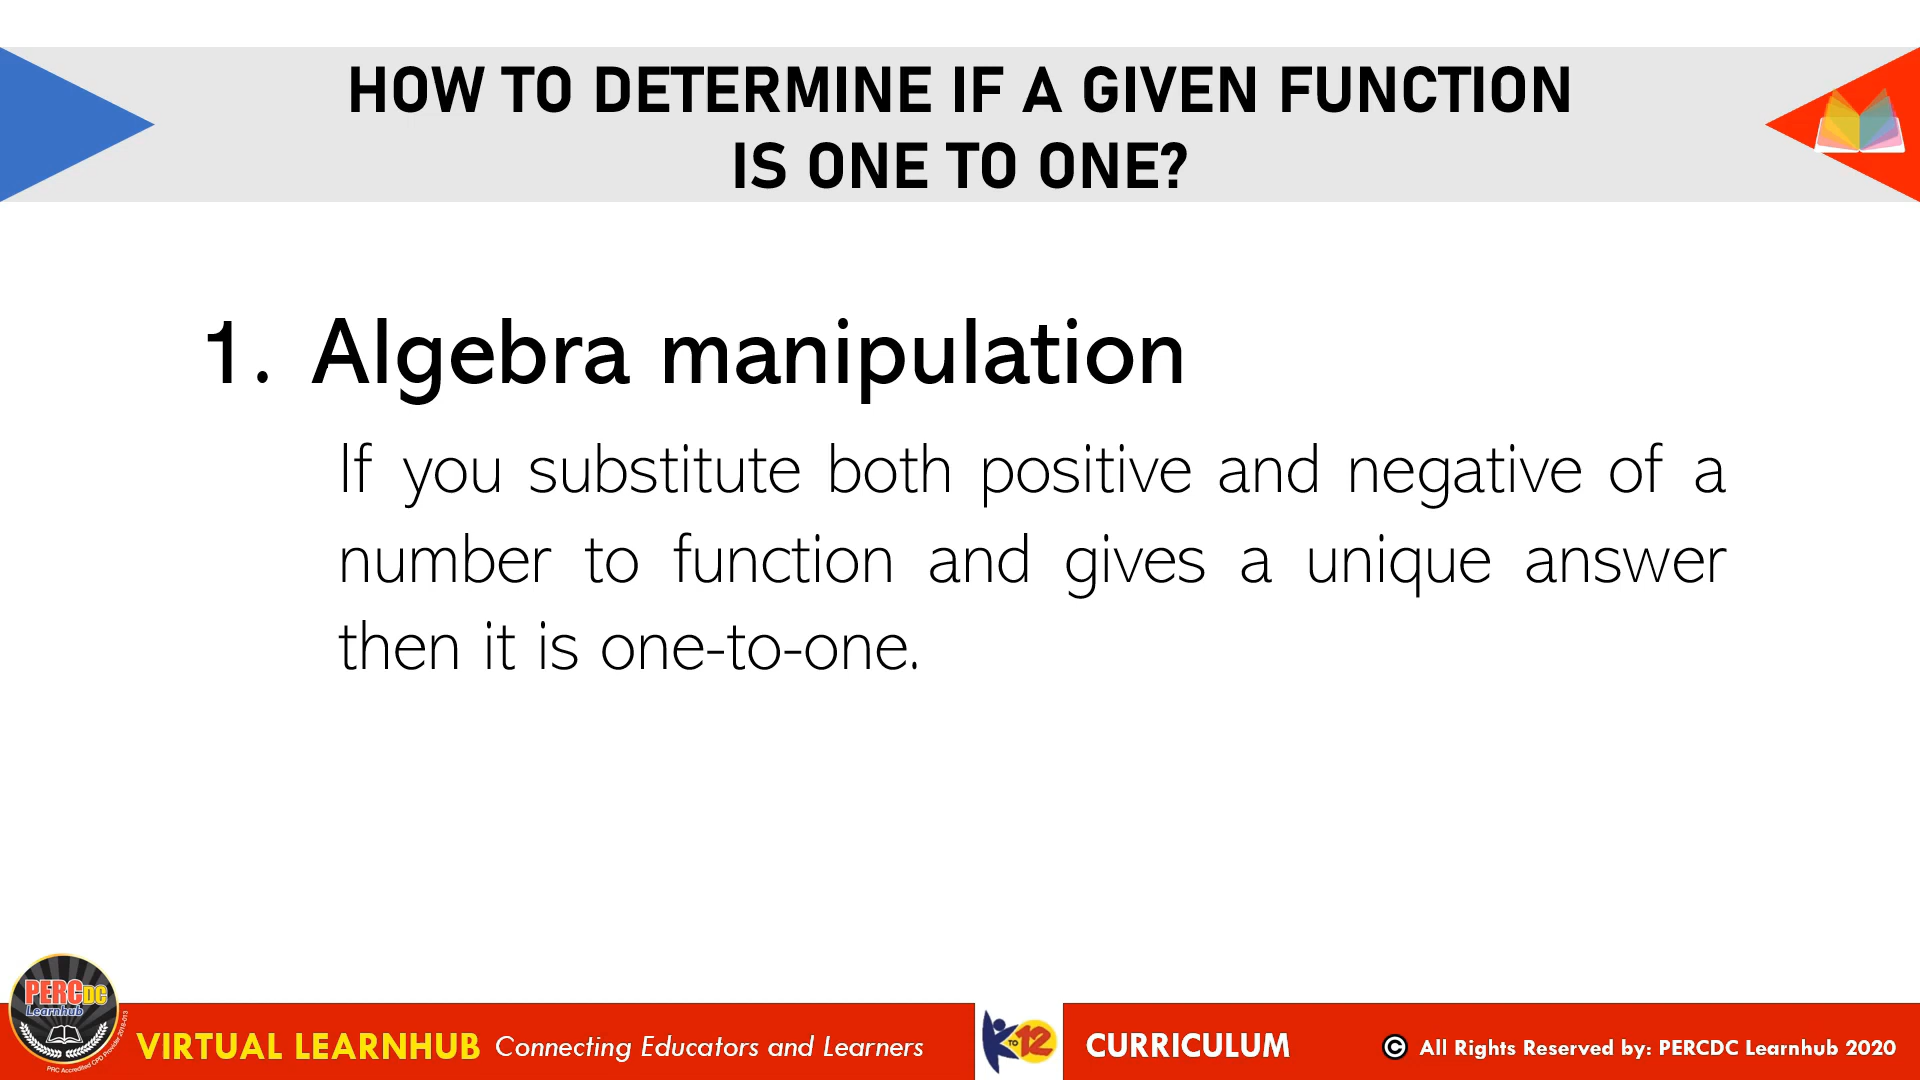 HOW TO DETERMINE IF A GIVEN FUNCTION
IS ONE TO ONE?
1. Algebra manipulation
If you substitute both positive and negative of a
number to function and gives a unique answer
then it is one-to-one.
PERCDC
Learnhub
PRC Accredited CPD Provider 2018-013
VIRTUAL LEARNHUB Connecting Educators and Learners
K TO 12
CURRICULUM
© All Rights Reserved by: PERCDC Learnhub 2020